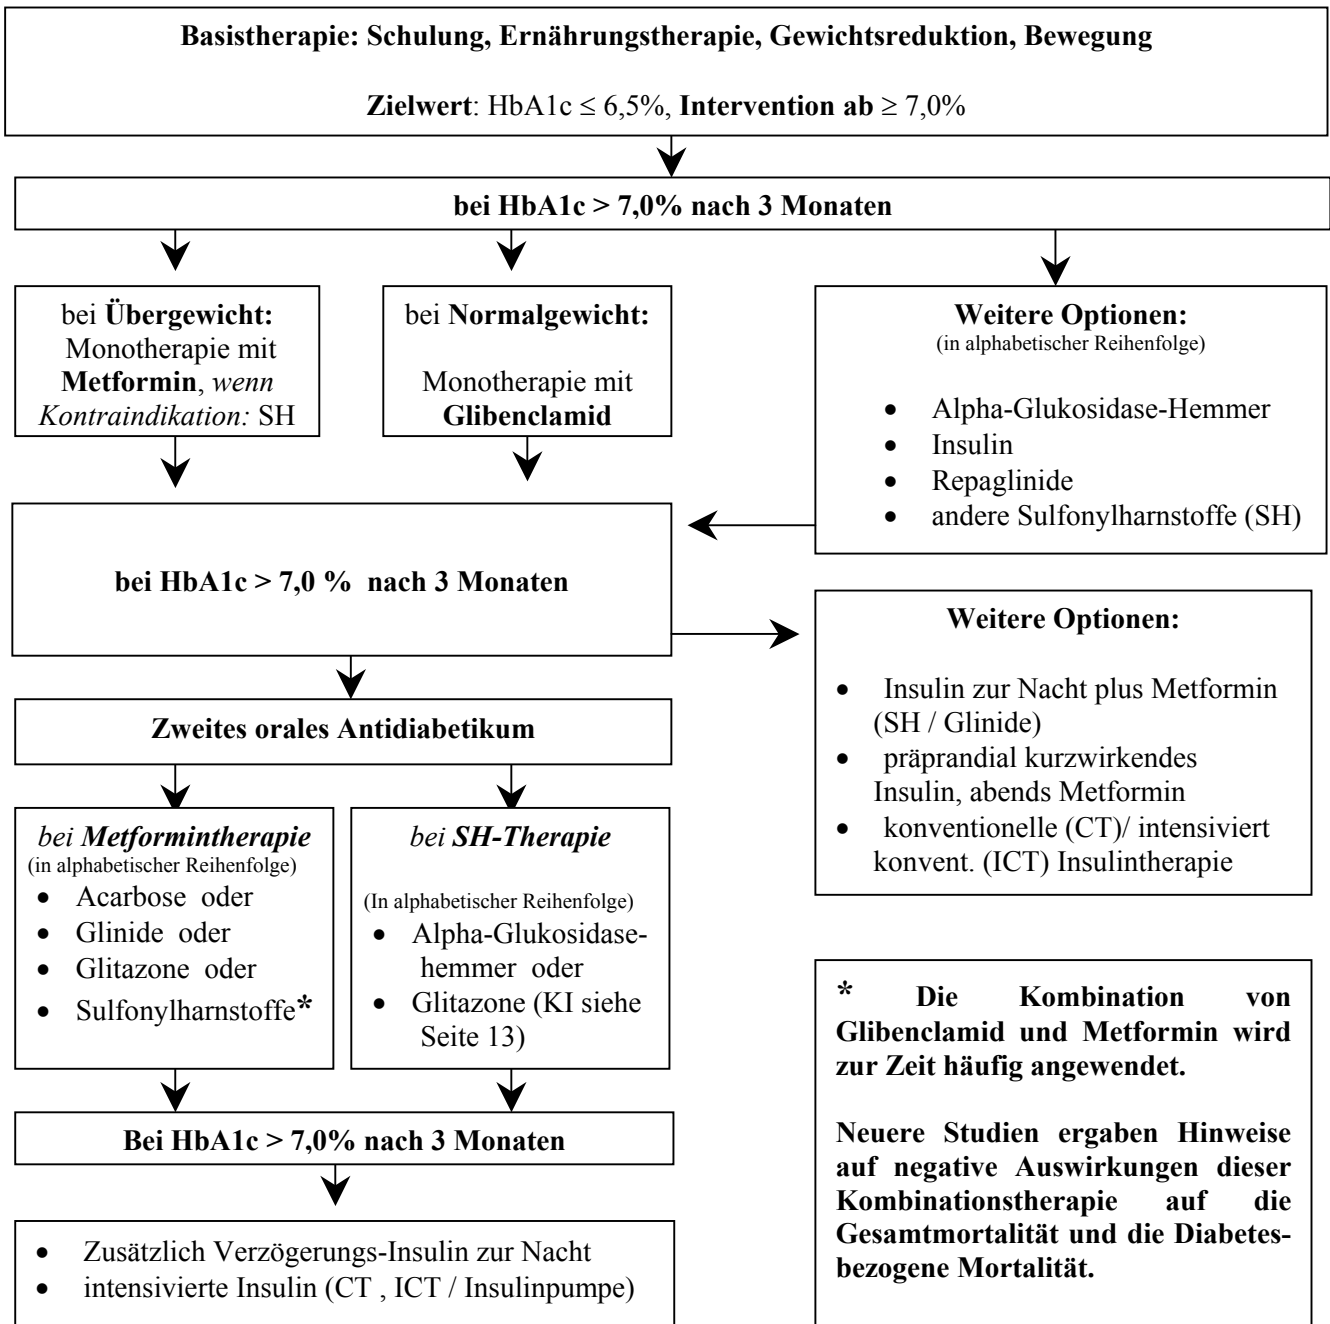 Basistherapie: Schulung, Ernährungstherapie, Gewichtsreduktion, Bewegung
Zielwert: HbA1c ≤ 6,5%, Intervention ab ≥ 7,0%
bei HbA1c > 7,0% nach 3 Monaten
bei Übergewicht:
Monotherapie mit
Metformin, wenn
Kontraindikation: SH
bei Normalgewicht:
Monotherapie mit
Glibenclamid
Weitere Optionen:
(in alphabetischer Reihenfolge)
• Alpha-Glukosidase-Hemmer
• Insulin
• Repaglinide
• andere Sulfonylharnstoffe (SH)
bei HbA1c > 7,0 % nach 3 Monaten
Weitere Optionen:
• Insulin zur Nacht plus Metformin
(SH / Glinide)
• präprandial kurzwirkendes
Insulin, abends Metformin
• konventionelle (CT)/ intensiviert
konvent. (ICT) Insulintherapie
Zweites orales Antidiabetikum
bei Metformintherapie
(in alphabetischer Reihenfolge)
• Acarbose oder
• Glinide oder
• Glitazone oder
• Sulfonylharnstoffe*
bei SH-Therapie
(In alphabetischer Reihenfolge)
• Alpha-Glukosidase-
hemmer oder
• Glitazone (KI siehe
Seite 13)
* Die Kombination von
Glibenclamid und Metformin wird
zur Zeit häufig angewendet.
Neuere Studien ergaben Hinweise
auf negative Auswirkungen dieser
Kombinationstherapie auf die
Gesamtmortalität und die Diabetes-
bezogene Mortalität.
Bei HbA1c > 7,0% nach 3 Monaten
• Zusätzlich Verzögerungs-Insulin zur Nacht
• intensivierte Insulin (CT , ICT / Insulinpumpe)